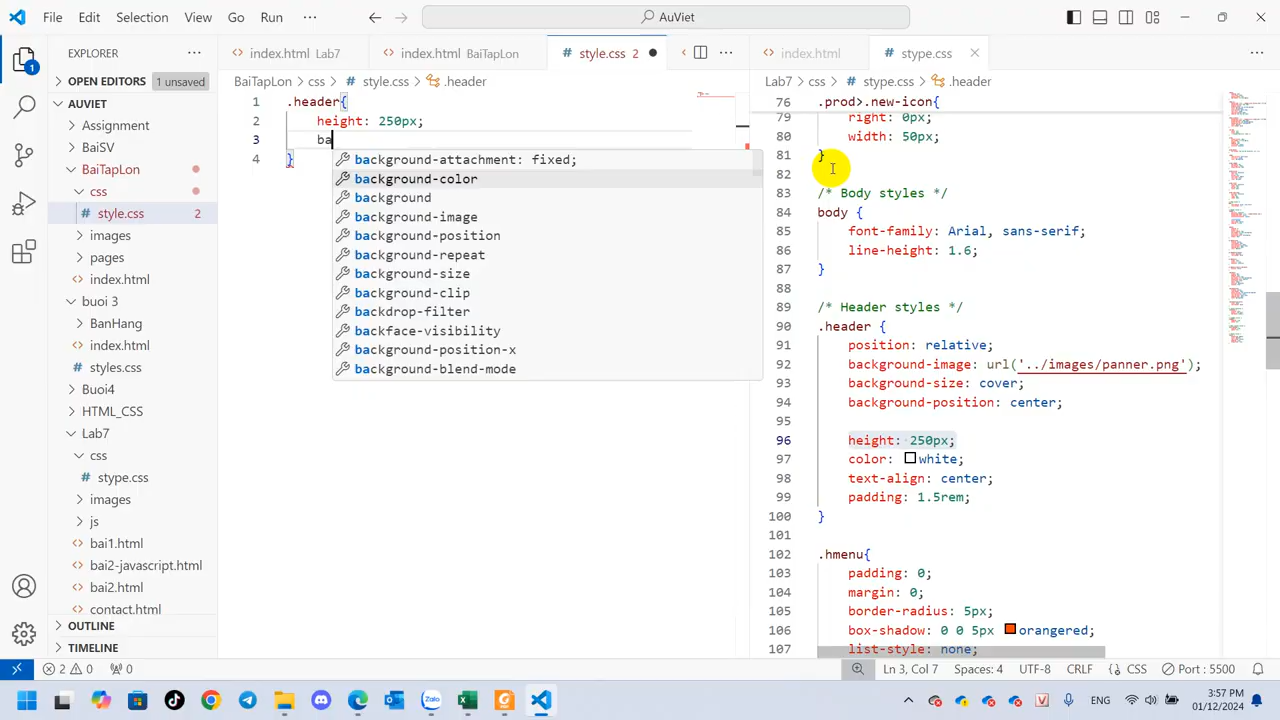 File Edit Selection View Go Run ··· AuViet
EXPLORER
OPEN EDITORS 1 unsaved
AUVIET
Assignment
BaiSV
BaiTapLon
css
# style.css 2
images
pages
<> index.html
buoi 3
BanHang
<> index.html
# styles.css
Buoi4
HTML_CSS
Lab7
css
# stype.css
images
js
<> bai1.html
<> bai2-javascript.html
<> bai2.html
<> contact.html
OUTLINE
TIMELINE
<> index.html Lab7 <> index.html BaiTapLon # style.css 2
BaiTapLon > css > # style.css > .header
1 .header{
2 height: 250px;
3 ba
4 }
background-attachment: fixed;
background-color
background
background-image
background-position
background-repeat
background-size
background-clip
backdrop-filter
backface-visibility
background-position-x
background-blend-mode
<> index.html # stype.css
Lab7 > css > # stype.css > .header
76 .prod>.new-icon{
79 right: 0px;
80 width: 50px;
81 }
82
83 /* Body styles */
84 body {
85 font-family: Arial, sans-serif;
86 line-height: 1.6;
87 }
88
89 /* Header styles */
90 .header {
91 position: relative;
92 background-image: url('../images/panner.png');
93 background-size: cover;
94 background-position: center;
95
96 height: 250px;
97 color: white;
98 text-align: center;
99 padding: 1.5rem;
100 }
101
102 .hmenu{
103 padding: 0;
104 margin: 0;
105 border-radius: 5px;
106 box-shadow: 0 0 5px orangered;
107 list-style: none;
2 0 0 Ln 3, Col 7 Spaces: 4 UTF-8 CRLF CSS Port : 5500
Zalo ENG 3:57 PM
01/12/2024